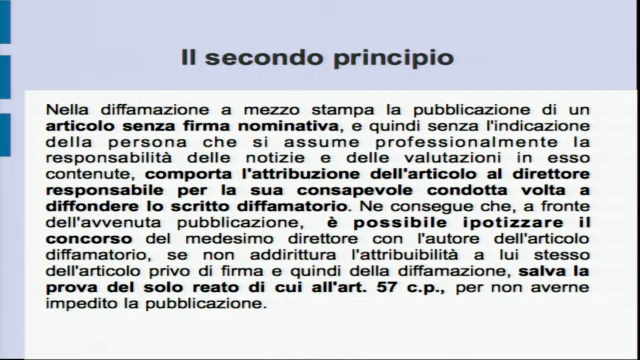 Il secondo principio
Nella diffamazione a mezzo stampa la pubblicazione di un
articolo senza firma nominativa, e quindi senza l'indicazione
della persona che si assume professionalmente la
responsabilità delle notizie e delle valutazioni in esso
contenute, comporta l'attribuzione dell'articolo al direttore
responsabile per la sua consapevole condotta volta a
diffondere lo scritto diffamatorio. Ne consegue che, a fronte
dell'avvenuta pubblicazione, è possibile ipotizzare il
concorso del medesimo direttore con l'autore dell'articolo
diffamatorio, se non addirittura l'attribuibilità a lui stesso
dell'articolo privo di firma e quindi della diffamazione, salva la
prova del solo reato di cui all'art. 57 c.p., per non averne
impedito la pubblicazione.